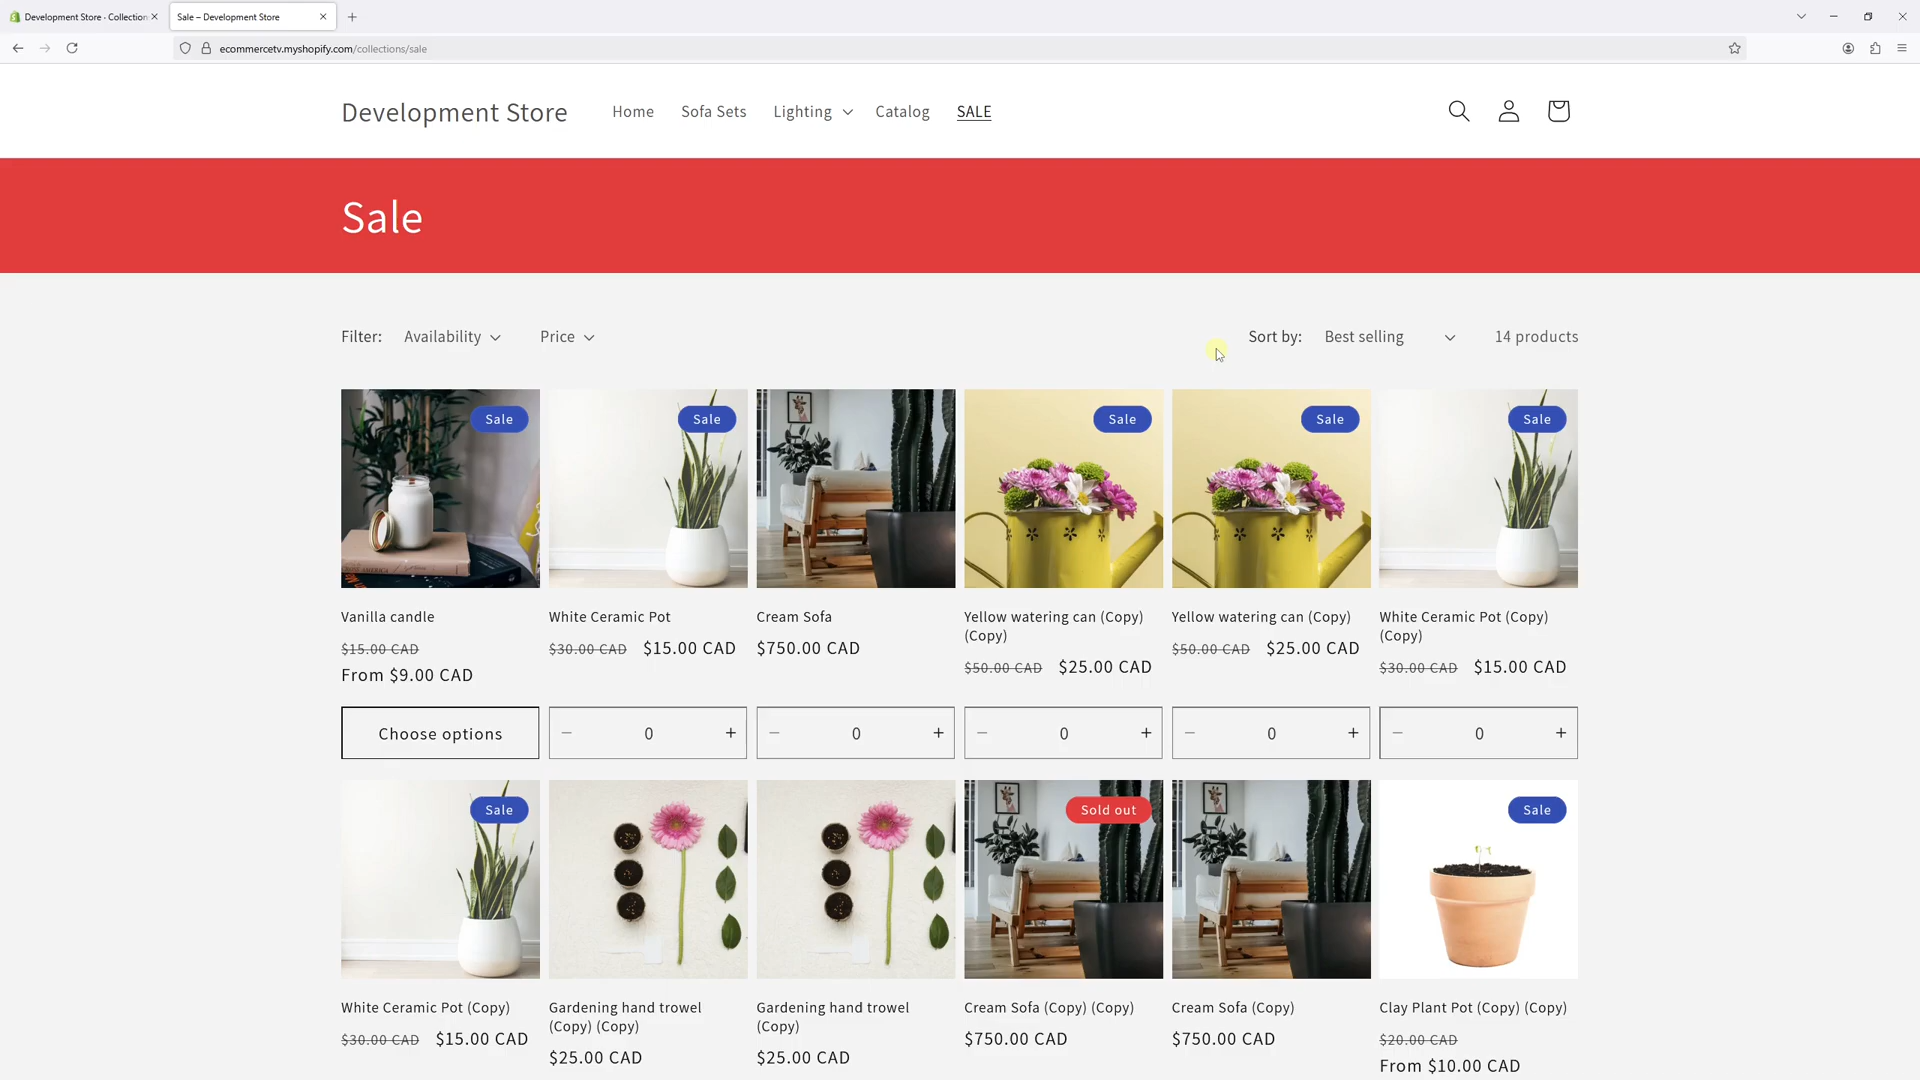 Development Store · Collection
Sale – Development Store
ecommercetv.myshopify.com/collections/sale
Development Store
Home
Sofa Sets
Lighting
Catalog
SALE
Sale
Filter:
Availability
Price
Sort by:
Best selling
14 products
Sale
Sale
Sale
Sale
Sale
Vanilla candle
$15.00 CAD
From $9.00 CAD
Choose options
White Ceramic Pot
$30.00 CAD $15.00 CAD
− 0 +
Cream Sofa
$750.00 CAD
− 0 +
Yellow watering can (Copy)
(Copy)
$50.00 CAD $25.00 CAD
− 0 +
Yellow watering can (Copy)
$50.00 CAD $25.00 CAD
− 0 +
White Ceramic Pot (Copy)
(Copy)
$30.00 CAD $15.00 CAD
− 0 +
Sale
Sold out
Sale
White Ceramic Pot (Copy)
$30.00 CAD $15.00 CAD
Gardening hand trowel
(Copy) (Copy)
$25.00 CAD
Gardening hand trowel
(Copy)
$25.00 CAD
Cream Sofa (Copy) (Copy)
$750.00 CAD
Cream Sofa (Copy)
$750.00 CAD
Clay Plant Pot (Copy) (Copy)
$20.00 CAD
From $10.00 CAD